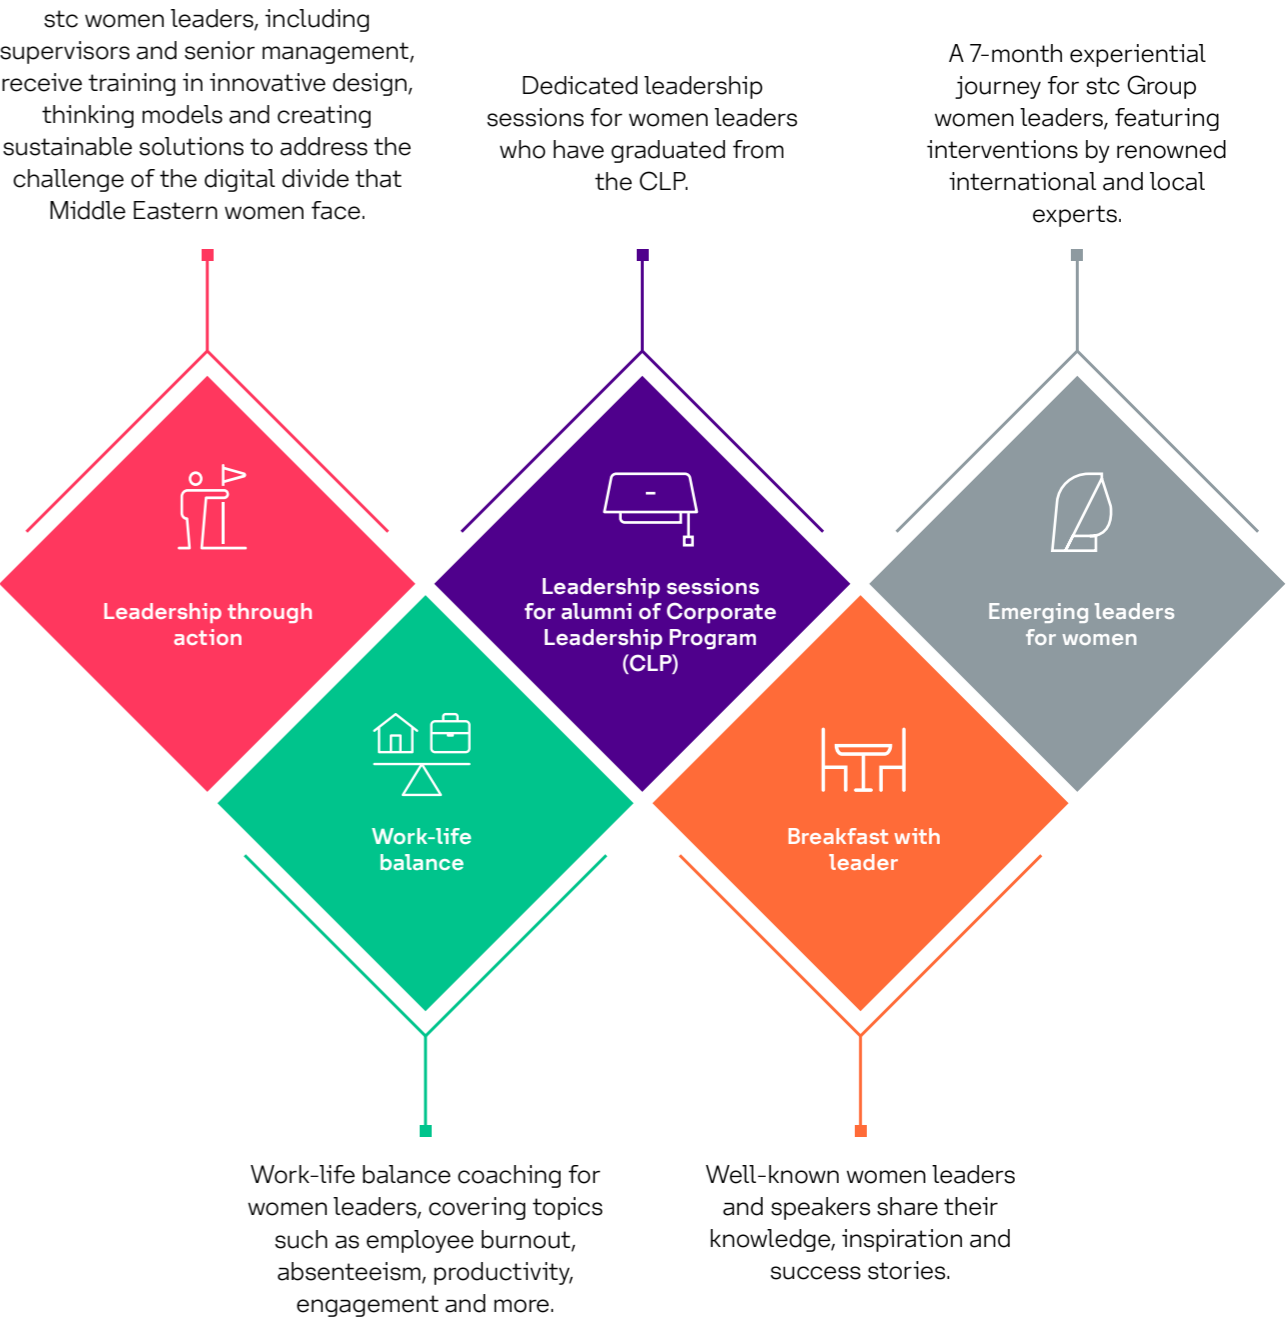 stc women leaders, including
supervisors and senior management,
receive training in innovative design,
thinking models and creating
sustainable solutions to address the
challenge of the digital divide that
Middle Eastern women face.
Dedicated leadership
sessions for women leaders
who have graduated from
the CLP.
A 7-month experiential
journey for stc Group
women leaders, featuring
interventions by renowned
international and local
experts.
Leadership through
action
Leadership sessions
for alumni of Corporate
Leadership Program
(CLP)
Emerging leaders
for women
Work-life
balance
Breakfast with
leader
Work-life balance coaching for
women leaders, covering topics
such as employee burnout,
absenteeism, productivity,
engagement and more.
Well-known women leaders
and speakers share their
knowledge, inspiration and
success stories.